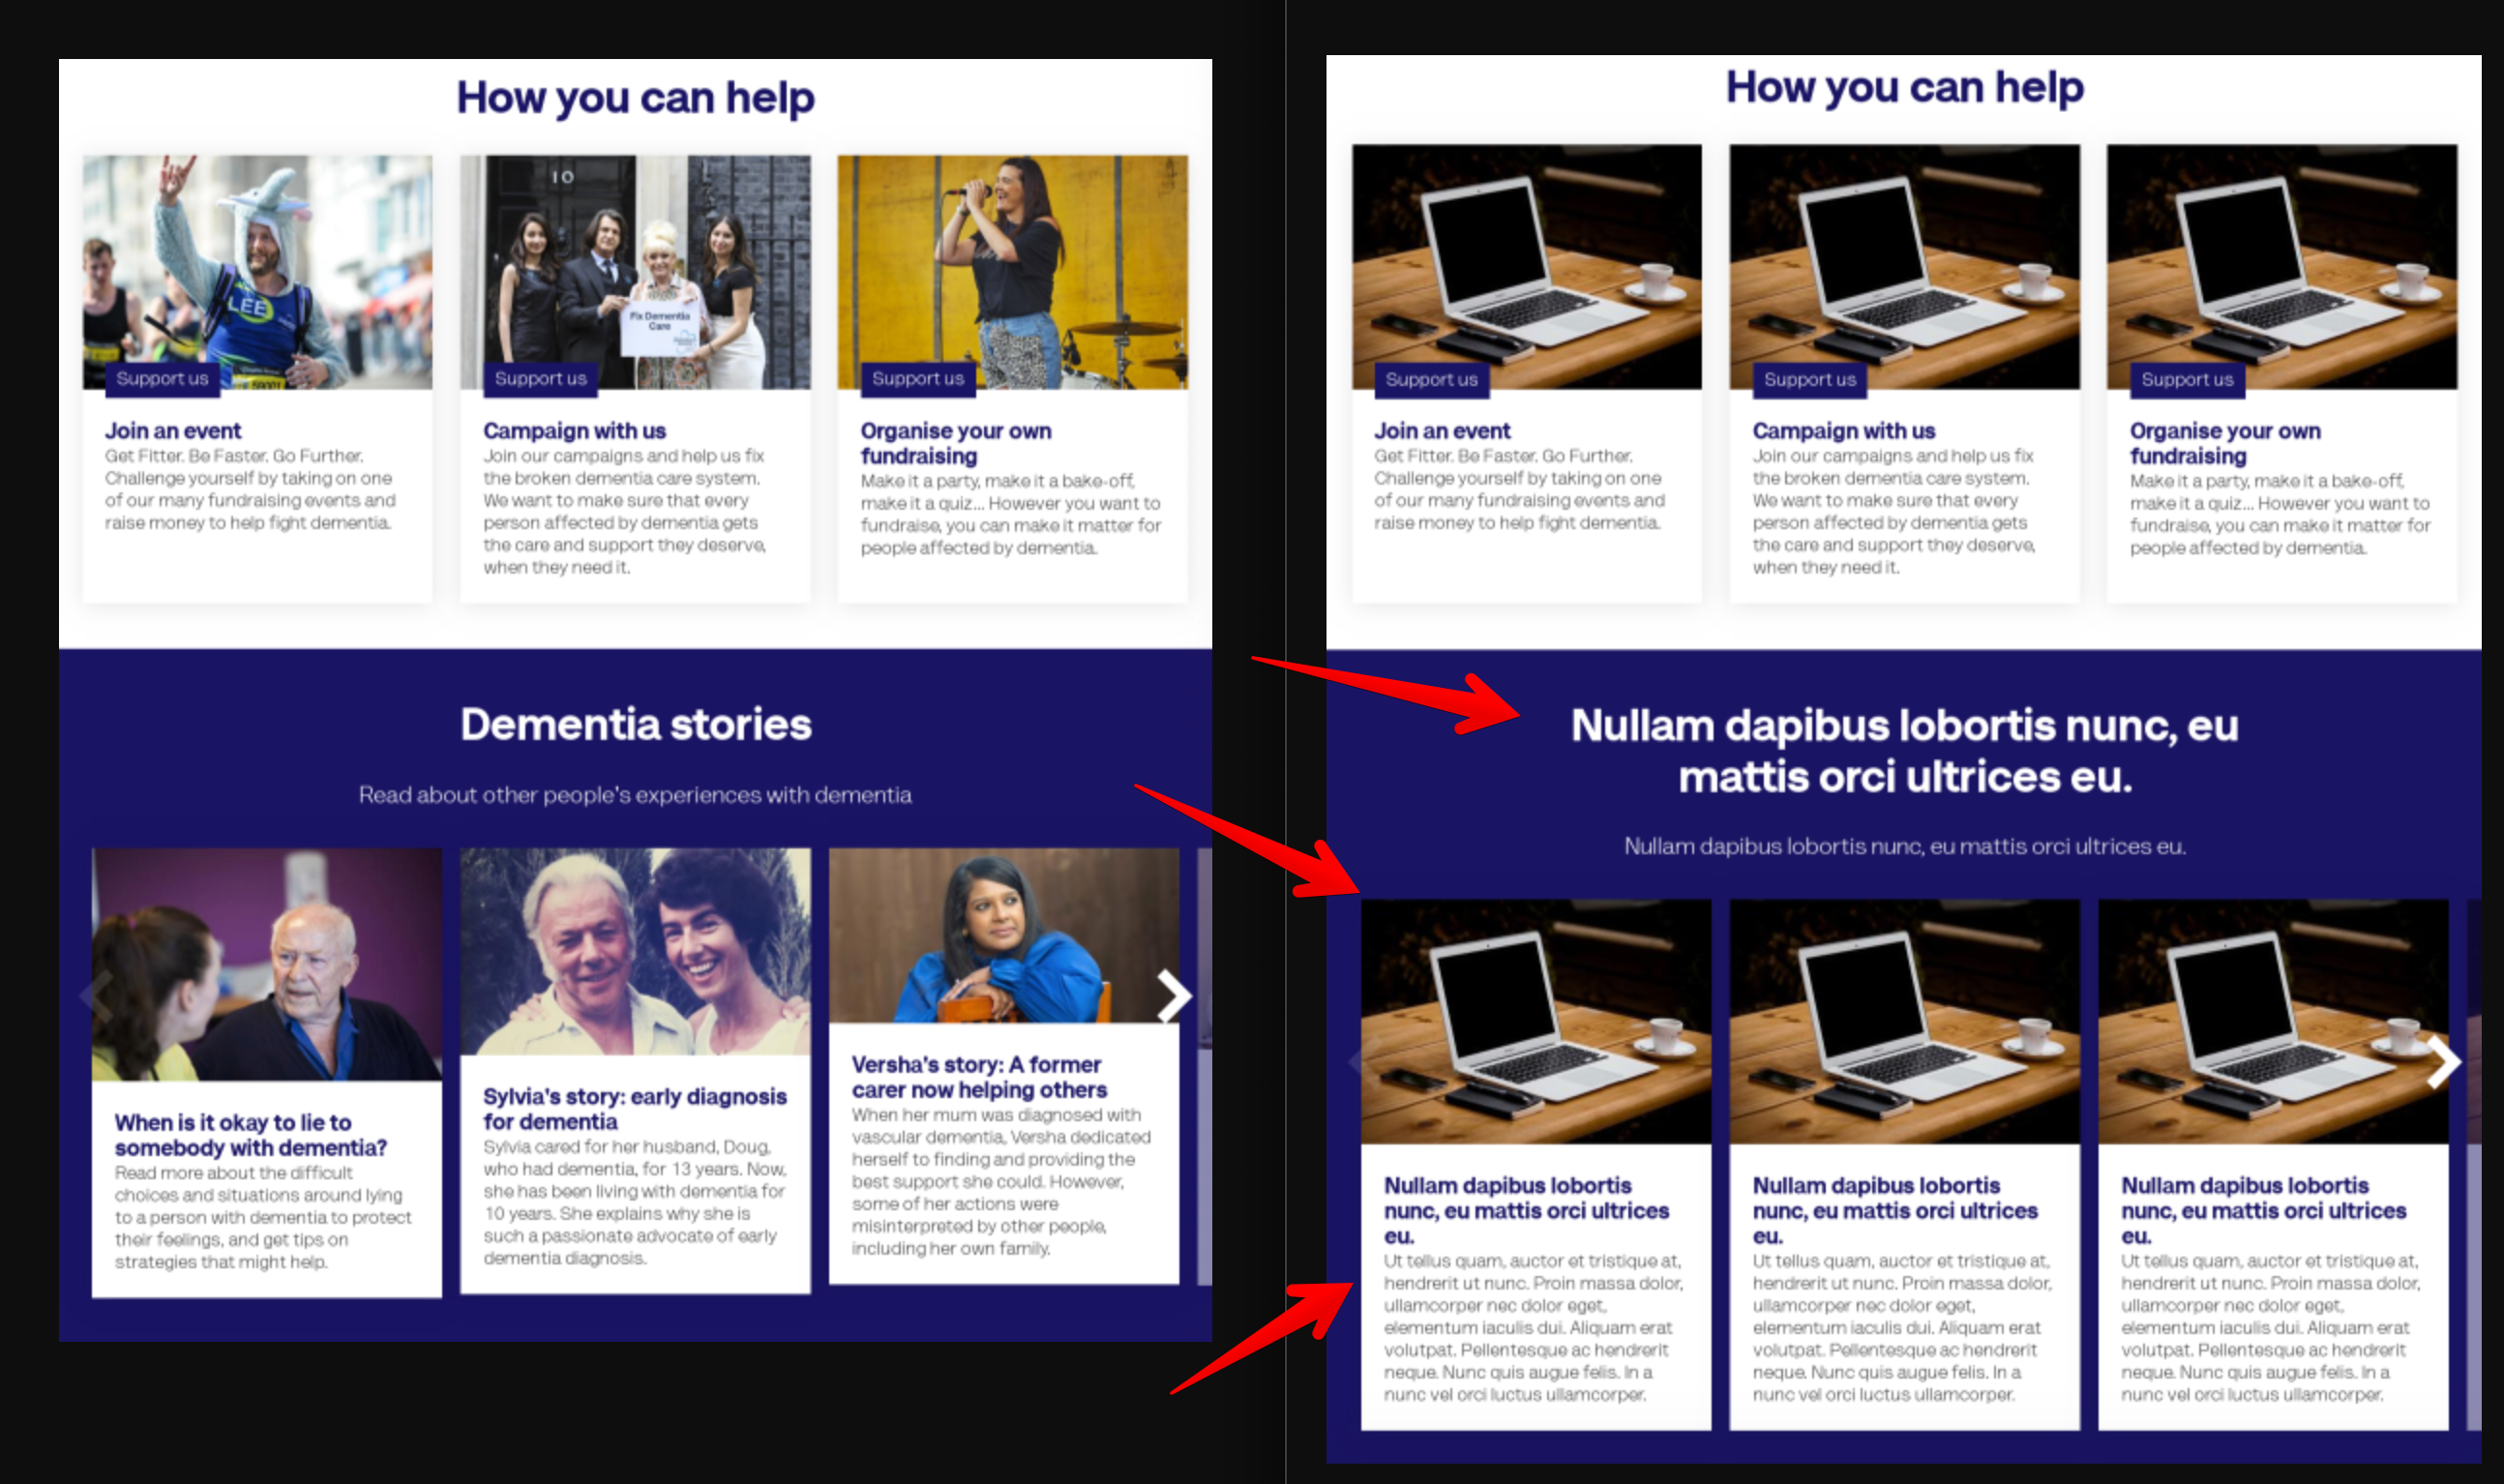 How you can help
10
LEE
59001
Fix Dementia
Care
Support us
Support us
Support us
Join an event
Get Fitter. Be Faster. Go Further.
Challenge yourself by taking on one
of our many fundraising events and
raise money to help fight dementia.
Campaign with us
Join our campaigns and help us fix
the broken dementia care system.
We want to make sure that every
person affected by dementia gets
the care and support they deserve,
when they need it.
Organise your own
fundraising
Make it a party, make it a bake-off,
make it a quiz... However you want to
fundraise, you can make it matter for
people affected by dementia.
Dementia stories
Read about other people's experiences with dementia
When is it okay to lie to
somebody with dementia?
Read more about the difficult
choices and situations around lying
to a person with dementia to protect
their feelings, and get tips on
strategies that might help.
Sylvia's story: early diagnosis
for dementia
Sylvia cared for her husband, Doug,
who had dementia, for 13 years. Now,
she has been living with dementia for
10 years. She explains why she is
such a passionate advocate of early
dementia diagnosis.
Versha's story: A former
carer now helping others
When her mum was diagnosed with
vascular dementia, Versha dedicated
herself to finding and providing the
best support she could. However,
some of her actions were
misinterpreted by other people,
including her own family.
How you can help
Support us
Support us
Support us
Join an event
Get Fitter. Be Faster. Go Further.
Challenge yourself by taking on one
of our many fundraising events and
raise money to help fight dementia.
Campaign with us
Join our campaigns and help us fix
the broken dementia care system.
We want to make sure that every
person affected by dementia gets
the care and support they deserve,
when they need it.
Organise your own
fundraising
Make it a party, make it a bake-off,
make it a quiz... However you want to
fundraise, you can make it matter for
people affected by dementia.
Nullam dapibus lobortis nunc, eu
mattis orci ultrices eu.
Nullam dapibus lobortis nunc, eu mattis orci ultrices eu.
Nullam dapibus lobortis
nunc, eu mattis orci ultrices
eu.
Ut tellus quam, auctor et tristique at,
hendrerit ut nunc. Proin massa dolor,
ullamcorper nec dolor eget,
elementum iaculis dui. Aliquam erat
volutpat. Pellentesque ac hendrerit
neque. Nunc quis augue felis. In a
nunc vel orci luctus ullamcorper.
Nullam dapibus lobortis
nunc, eu mattis orci ultrices
eu.
Ut tellus quam, auctor et tristique at,
hendrerit ut nunc. Proin massa dolor,
ullamcorper nec dolor eget,
elementum iaculis dui. Aliquam erat
volutpat. Pellentesque ac hendrerit
neque. Nunc quis augue felis. In a
nunc vel orci luctus ullamcorper.
Nullam dapibus lobortis
nunc, eu mattis orci ultrices
eu.
Ut tellus quam, auctor et tristique at,
hendrerit ut nunc. Proin massa dolor,
ullamcorper nec dolor eget,
elementum iaculis dui. Aliquam erat
volutpat. Pellentesque ac hendrerit
neque. Nunc quis augue felis. In a
nunc vel orci luctus ullamcorper.